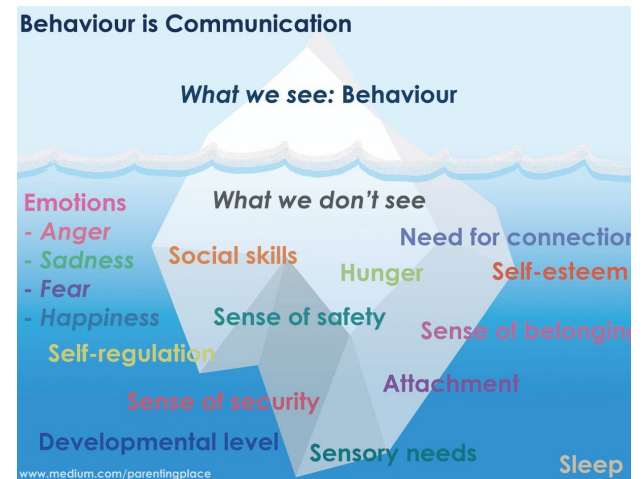 Behaviour is Communication
What we see: Behaviour
What we don't see
Emotions
- Anger
- Sadness
- Fear
- Happiness
Need for connection
Social skills
Hunger
Self-esteem
Sense of safety
Sense of belonging
Self-regulation
Attachment
Sense of security
Developmental level
Sensory needs
Sleep
www.medium.com/parentingplace